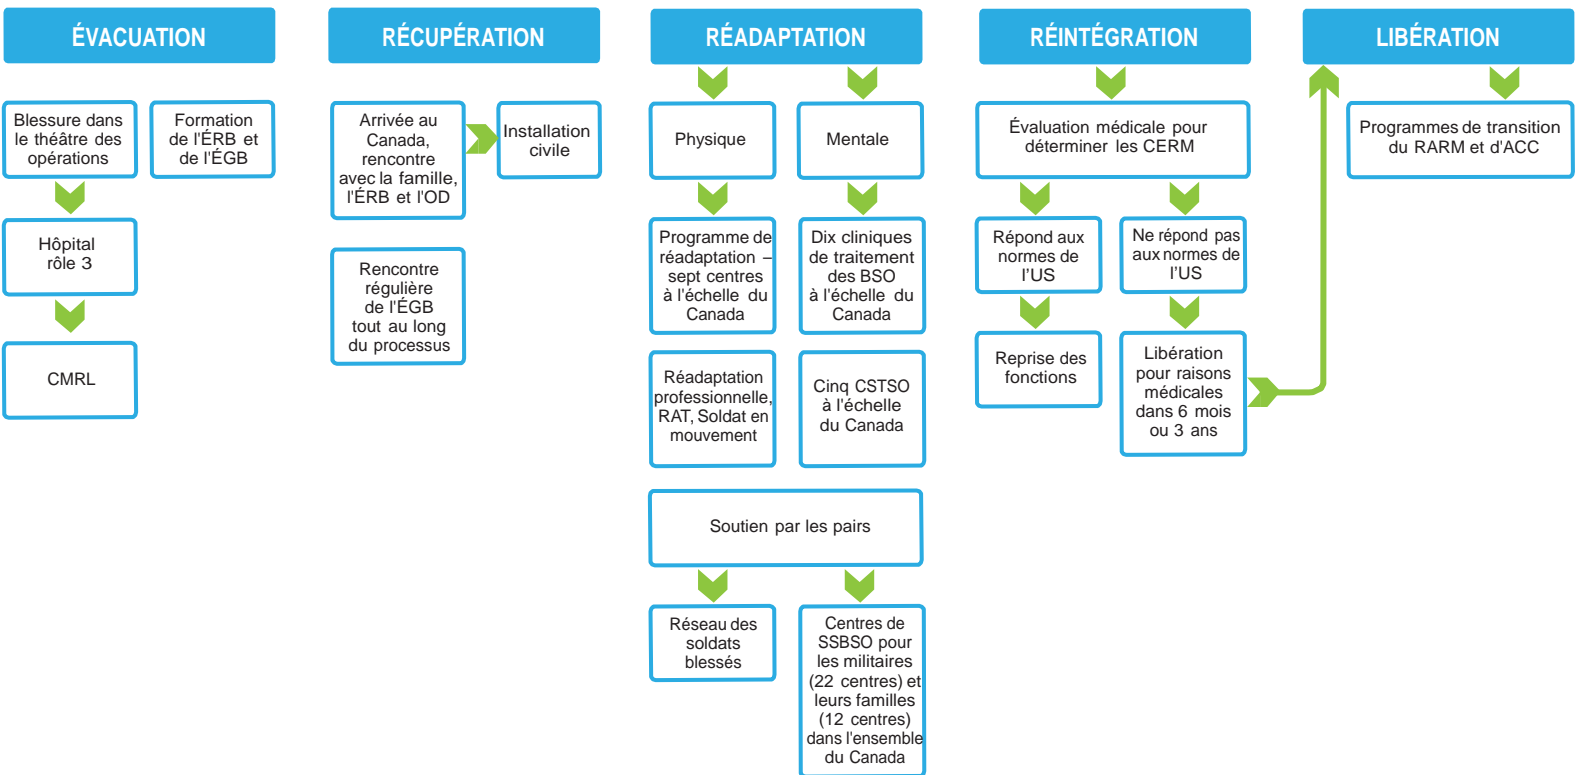 ÉVACUATION
Blessure dans
le théâtre des
opérations
Formation
de l'ÉRB et
de l'ÉGB
Hôpital
rôle 3
CMRL
RÉCUPÉRATION
Arrivée au
Canada,
rencontre
avec la famille,
l'ÉRB et l'OD
Installation
civile
Rencontre
régulière
de l'ÉGB
tout au long
du processus
RÉADAPTATION
Physique
Mentale
Programme de
réadaptation –
sept centres
à l'échelle du
Canada
Dix cliniques
de traitement
des BSO
à l'échelle du
Canada
Réadaptation
professionnelle,
RAT, Soldat en
mouvement
Cinq CSTSO
à l'échelle
du Canada
Soutien par les pairs
Réseau des
soldats
blessés
Centres de
SSBSO pour
les militaires
(22 centres) et
leurs familles
(12 centres)
dans l'ensemble
du Canada
RÉINTÉGRATION
Évaluation médicale pour
déterminer les CERM
Répond aux
normes de
l’US
Ne répond pas
aux normes de
l’US
Reprise des
fonctions
Libération
pour raisons
médicales
dans 6 mois
ou 3 ans
LIBÉRATION
Programmes de transition
du RARM et d'ACC